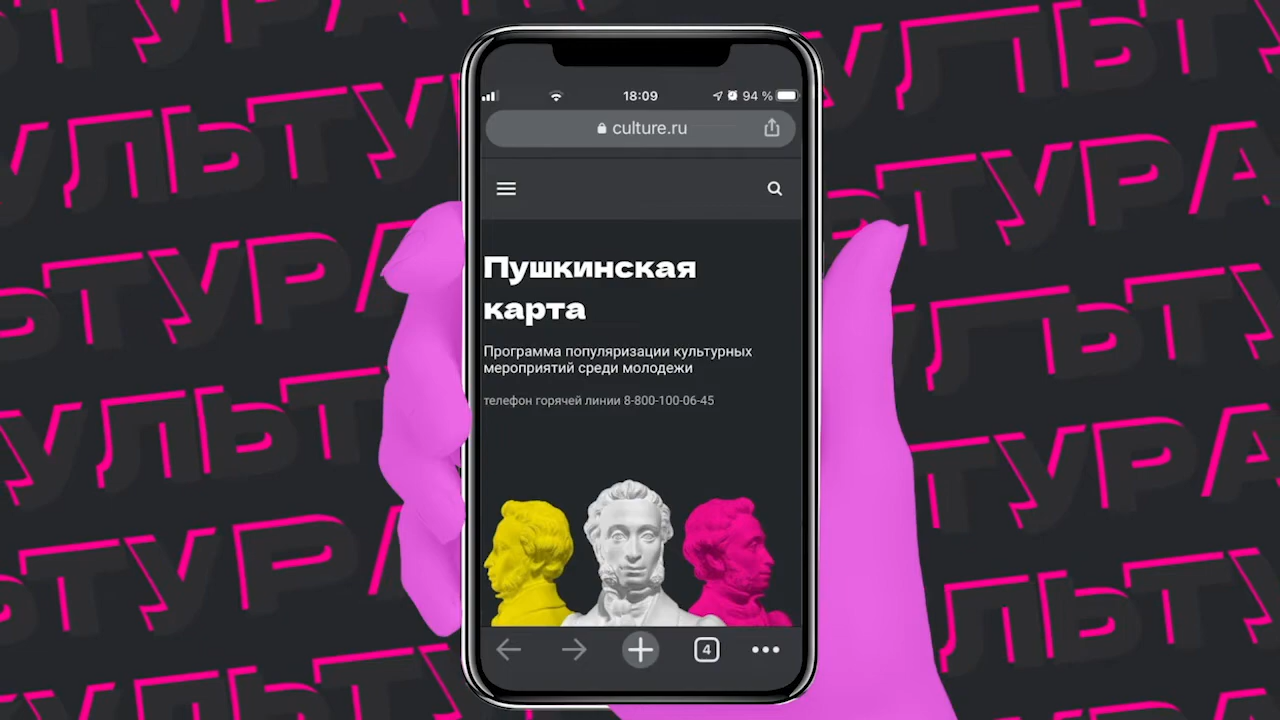 18:09
94 %
culture.ru
Пушкинская
карта
Программа популяризации культурных
мероприятий среди молодежи
телефон горячей линии 8-800-100-06-45
4
КУЛЬТУРА